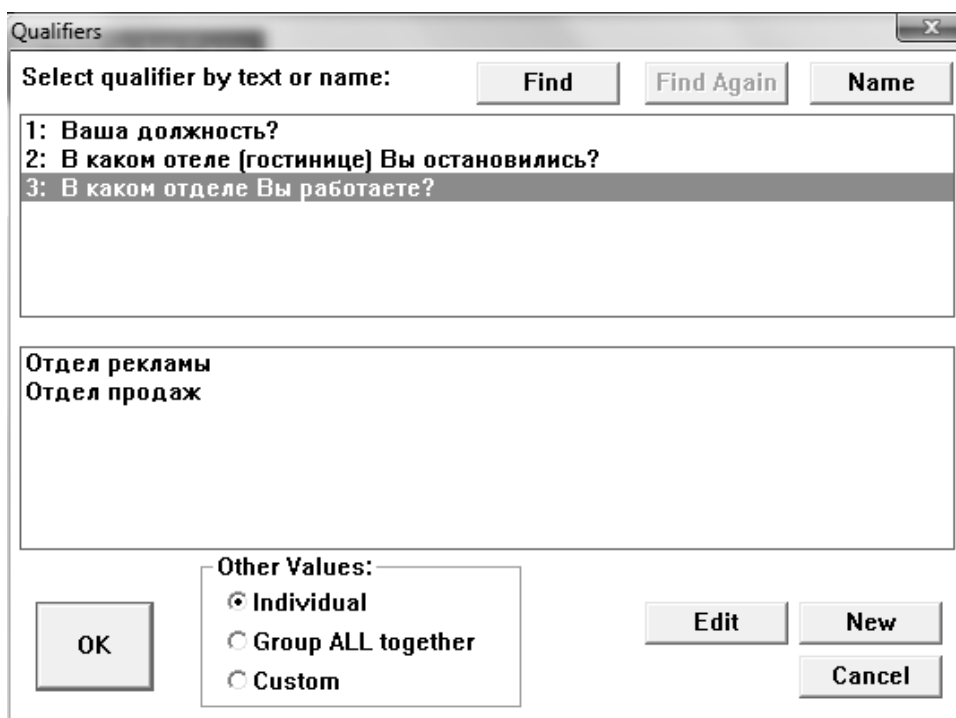 Qualifiers
Select qualifier by text or name: Find Find Again Name
1: Ваша должность?
2: В каком отеле (гостинице) Вы остановились?
3: В каком отделе Вы работаете?
Отдел рекламы
Отдел продаж
Other Values:
Individual
Group ALL together
Custom
OK
Edit New
Cancel